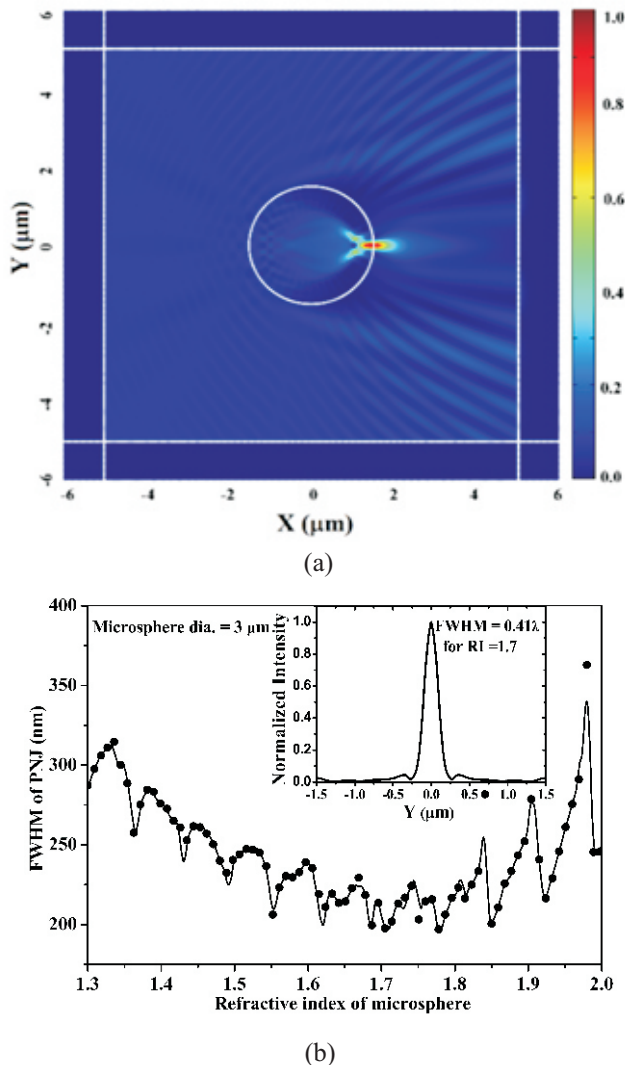 6
4
2
0
-2
-4
-6
Y (μm)
-6
-4
-2
0
2
4
6
X (μm)
1.0
0.8
0.6
0.4
0.2
0.0
(a)
400
350
300
250
200
FWHM of PNJ (nm)
Microsphere dia. = 3 μm
1.0
0.8
0.6
0.4
0.2
0.0
Normalized Intensity
FWHM = 0.41λ
for RI =1.7
-1.5 -1.0 -0.5 0.0 0.5 1.0 1.5
Y (μm)
1.3 1.4 1.5 1.6 1.7 1.8 1.9 2.0
Refractive index of microsphere
(b)